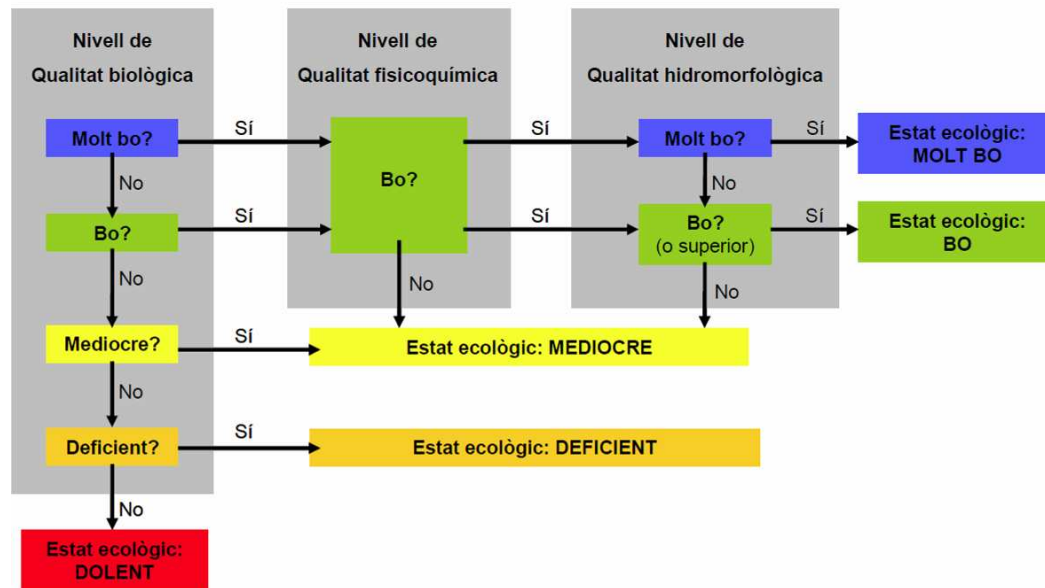 Nivell de
Qualitat biològica
Nivell de
Qualitat fisicoquímica
Nivell de
Qualitat hidromorfològica
Molt bo?
Sí
Bo?
Sí
Molt bo?
Sí
Estat ecològic:
MOLT BO
No
No
Bo?
Sí
Sí
Bo?
(o superior)
Sí
Estat ecològic:
BO
No
No
No
Mediocre?
Sí
Estat ecològic: MEDIOCRE
No
Deficient?
Sí
Estat ecològic: DEFICIENT
No
Estat ecològic:
DOLENT